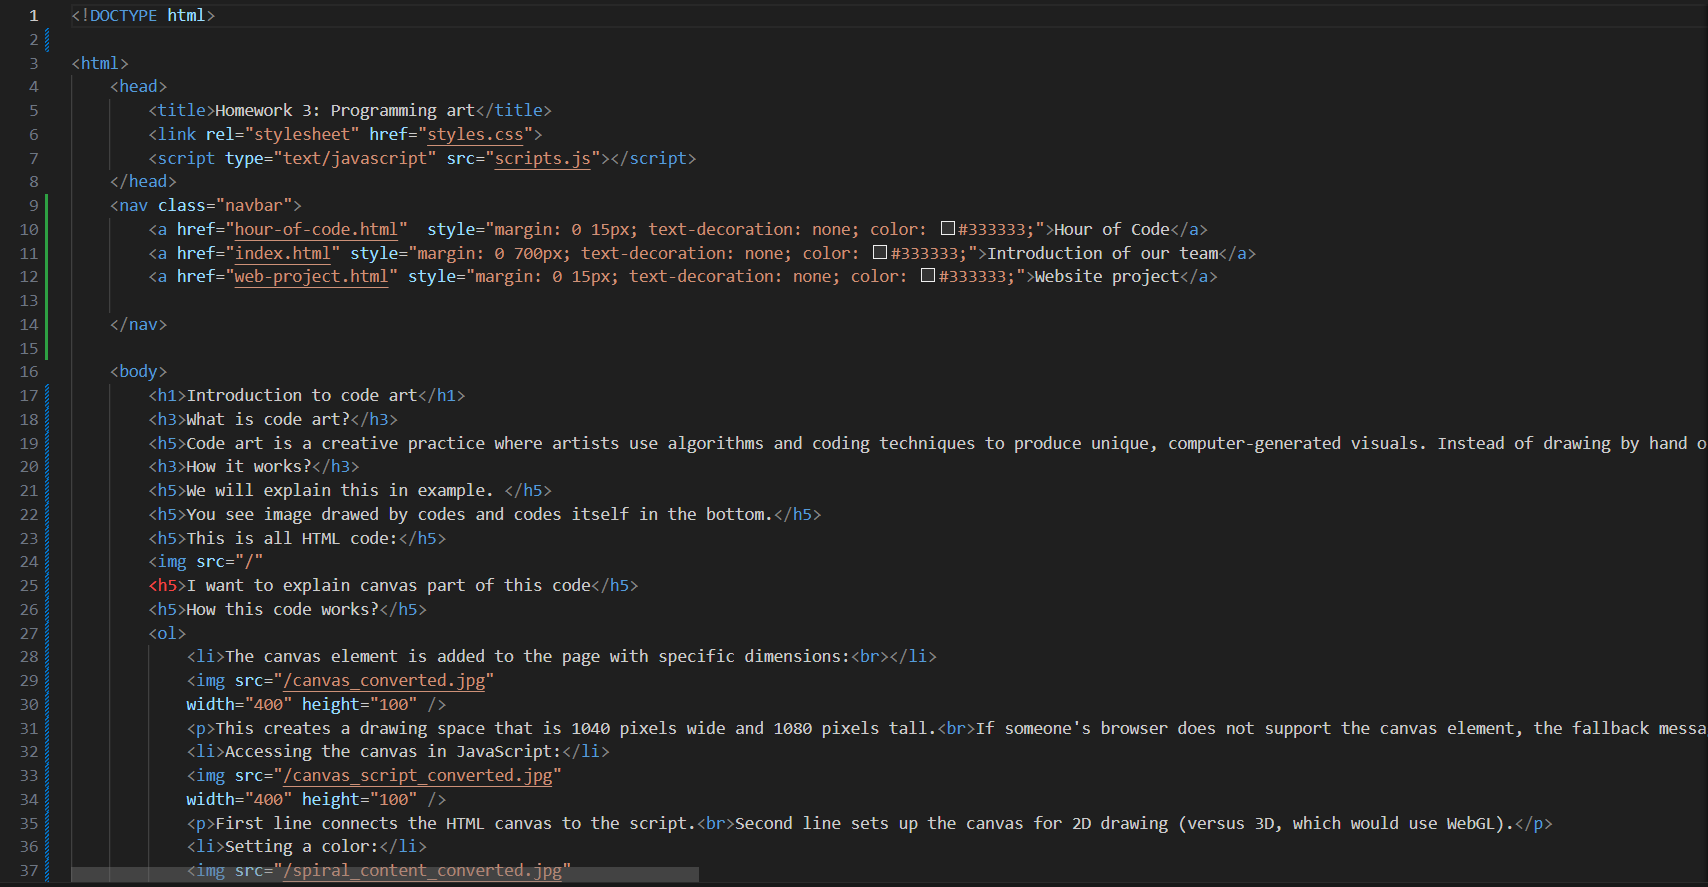 1 <!DOCTYPE html>
2
3 <html>
4 <head>
5 <title>Homework 3: Programming art</title>
6 <link rel="stylesheet" href="styles.css">
7 <script type="text/javascript" src="scripts.js"></script>
8 </head>
9 <nav class="navbar">
10 <a href="hour-of-code.html"  style="margin: 0 15px; text-decoration: none; color: #333333;">Hour of Code</a>
11 <a href="index.html" style="margin: 0 700px; text-decoration: none; color: #333333;">Introduction of our team</a>
12 <a href="web-project.html" style="margin: 0 15px; text-decoration: none; color: #333333;">Website project</a>
13
14 </nav>
15
16 <body>
17 <h1>Introduction to code art</h1>
18 <h3>What is code art?</h3>
19 <h5>Code art is a creative practice where artists use algorithms and coding techniques to produce unique, computer-generated visuals. Instead of drawing by hand o
20 <h3>How it works?</h3>
21 <h5>We will explain this in example. </h5>
22 <h5>You see image drawed by codes and codes itself in the bottom.</h5>
23 <h5>This is all HTML code:</h5>
24 <img src="/"
25 <h5>I want to explain canvas part of this code</h5>
26 <h5>How this code works?</h5>
27 <ol>
28 <li>The canvas element is added to the page with specific dimensions:<br></li>
29 <img src="/canvas_converted.jpg"
30 width="400" height="100" />
31 <p>This creates a drawing space that is 1040 pixels wide and 1080 pixels tall.<br>If someone's browser does not support the canvas element, the fallback messa
32 <li>Accessing the canvas in JavaScript:</li>
33 <img src="/canvas_script_converted.jpg"
34 width="400" height="100" />
35 <p>First line connects the HTML canvas to the script.<br>Second line sets up the canvas for 2D drawing (versus 3D, which would use WebGL).</p>
36 <li>Setting a color:</li>
37 <img src="/spiral_content_converted.jpg"